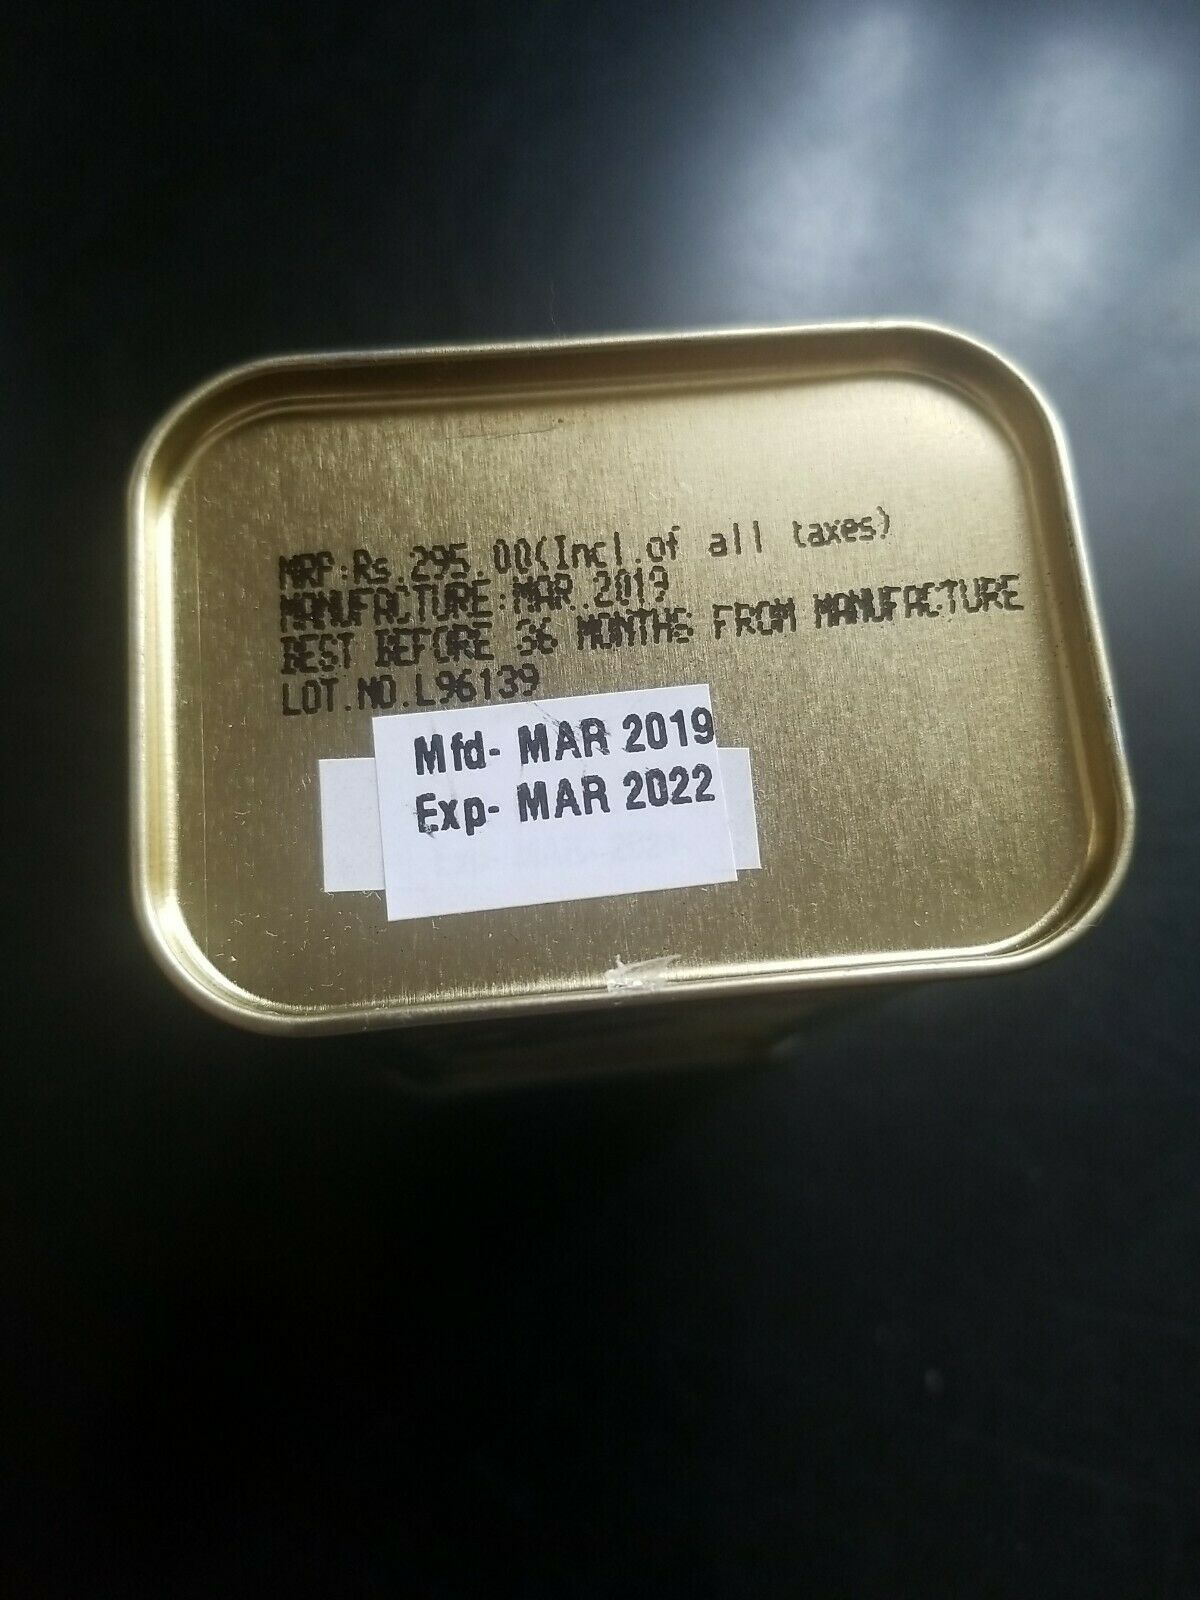 MRP:Rs.295.00(Incl.of all taxes)
MANUFACTURE:MAR.2019
BEST BEFORE 36 MONTHS FROM MANUFACTURE
LOT.NO.L96139
Mfd- MAR 2019
Exp- MAR 2022